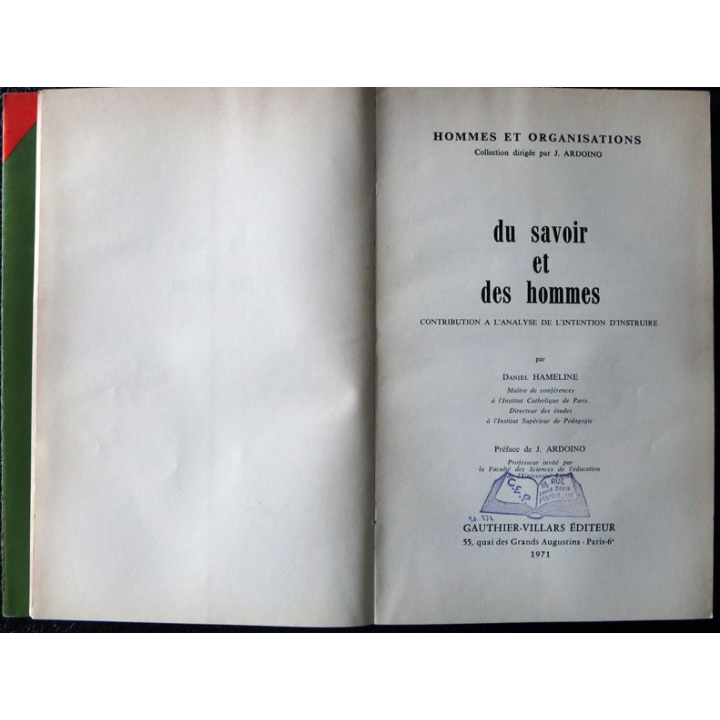 HOMMES ET ORGANISATIONS
Collection dirigée par J. ARDOINO
du savoir
et
des hommes
CONTRIBUTION A L'ANALYSE DE L'INTENTION D'INSTRUIRE
par
DANIEL HAMELINE
Maître de conférences
à l'Institut Catholique de Paris.
Directeur des études
à l'Institut Supérieur de Pédagogie
Préface de J. ARDOINO
Professeur invité par
la Faculté des Sciences de l'éducation
de l'Université
C.E.P.
RUE
GAUTHIER-VILLARS ÉDITEUR
55, quai des Grands Augustins - Paris-6e
1971